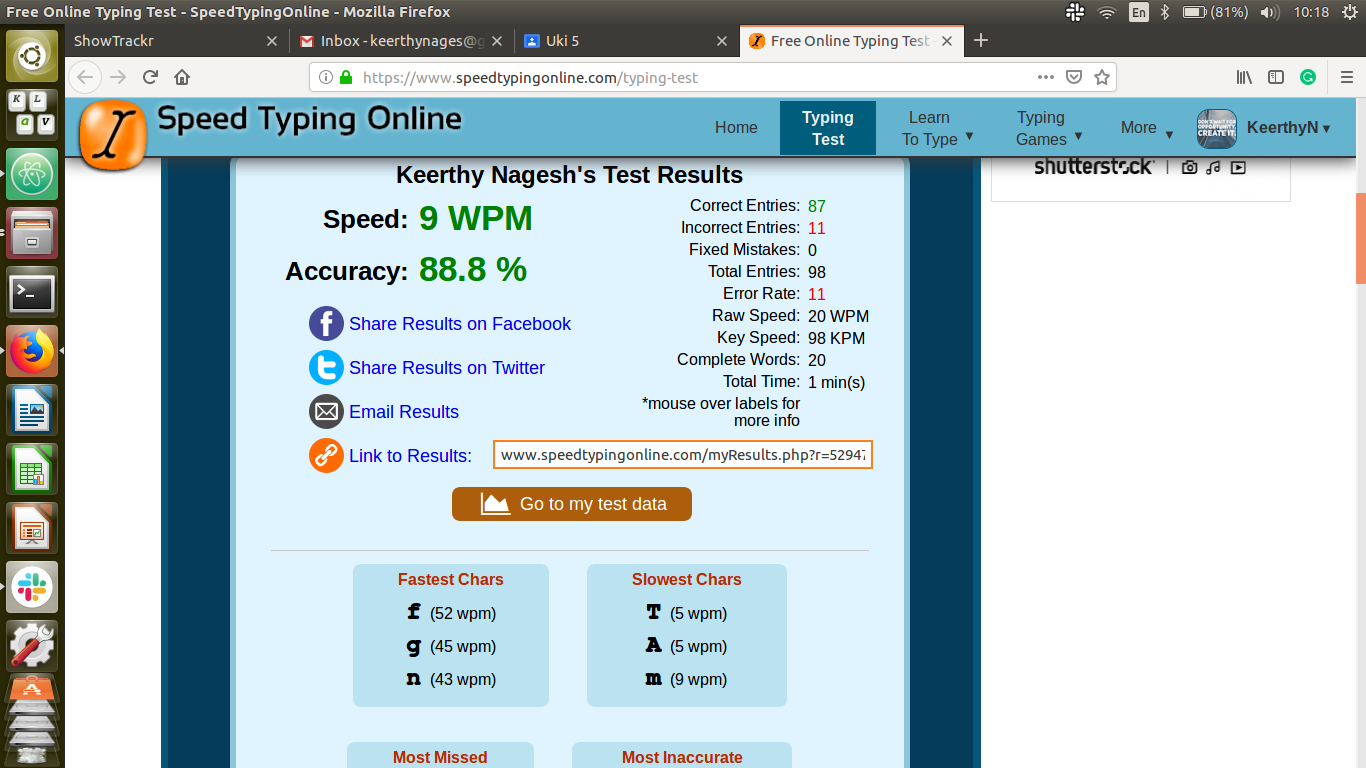 Free Online Typing Test - SpeedTypingOnline - Mozilla Firefox
En (81%) 10:18
ShowTrackr
Inbox - keerthynages@g
Uki 5
Free Online Typing Test -
https://www.speedtypingonline.com/typing-test
Speed Typing Online
Home
Typing Test
Learn To Type
Typing Games
More
DON'T WAIT FOR OPPORTUNITY. CREATE IT.
KeerthyN
shutterstock
Keerthy Nagesh's Test Results
Speed: 9 WPM
Accuracy: 88.8 %
Share Results on Facebook
Share Results on Twitter
Email Results
Link to Results: www.speedtypingonline.com/myResults.php?r=52947
Correct Entries: 87
Incorrect Entries: 11
Fixed Mistakes: 0
Total Entries: 98
Error Rate: 11
Raw Speed: 20 WPM
Key Speed: 98 KPM
Complete Words: 20
Total Time: 1 min(s)
*mouse over labels for
more info
Go to my test data
Fastest Chars
f (52 wpm)
g (45 wpm)
n (43 wpm)
Slowest Chars
T (5 wpm)
A (5 wpm)
m (9 wpm)
Most Missed
Most Inaccurate
K L
a v